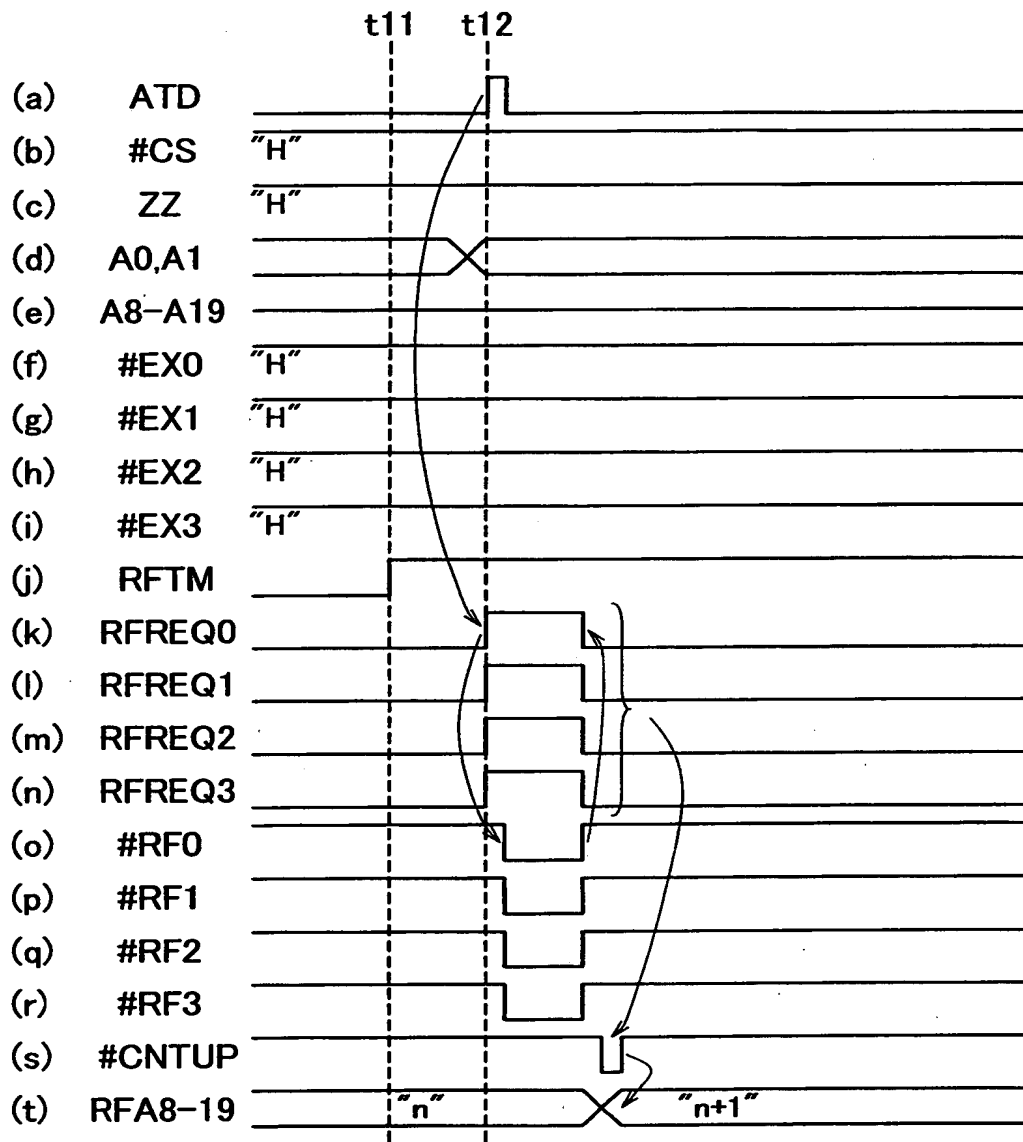 t11 t12
(a) ATD
(b) #CS "H"
(c) ZZ "H"
(d) A0,A1
(e) A8-A19
(f) #EX0 "H"
(g) #EX1 "H"
(h) #EX2 "H"
(i) #EX3 "H"
(j) RFTM
(k) RFREQ0
(l) RFREQ1
(m) RFREQ2
(n) RFREQ3
(o) #RF0
(p) #RF1
(q) #RF2
(r) #RF3
(s) #CNTUP
(t) RFA8-19 "n" "n+1"